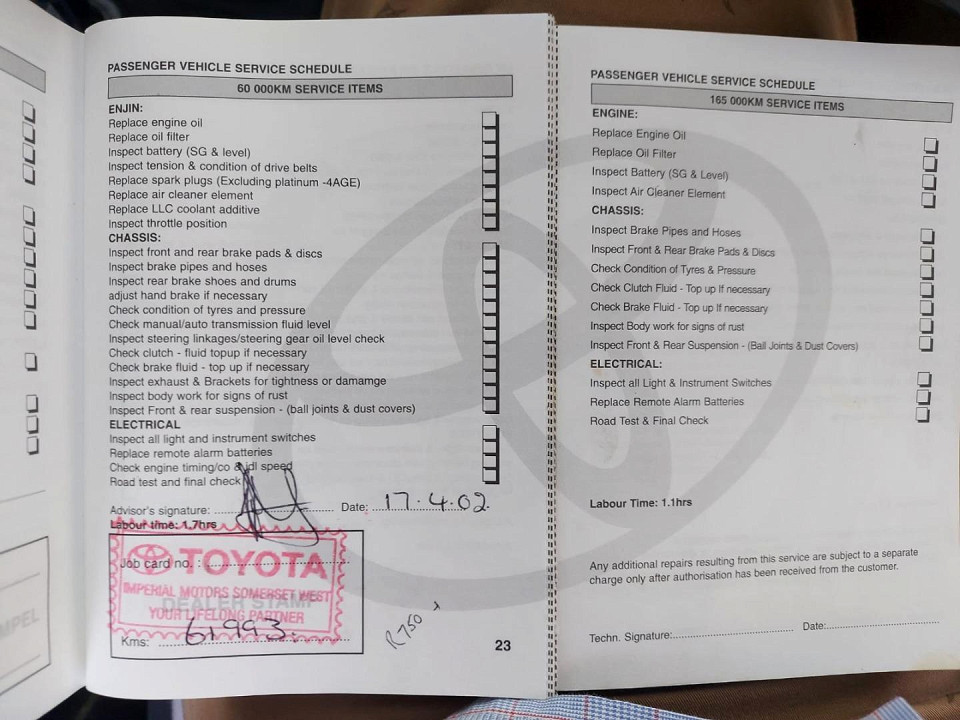 PASSENGER VEHICLE SERVICE SCHEDULE
60 000KM SERVICE ITEMS
ENJIN:
Replace engine oil
Replace oil filter
Inspect battery (SG & level)
Inspect tension & condition of drive belts
Replace spark plugs (Excluding platinum -4AGE)
Replace air cleaner element
Replace LLC coolant additive
Inspect throttle position
CHASSIS:
Inspect front and rear brake pads & discs
Inspect brake pipes and hoses
Inspect rear brake shoes and drums
adjust hand brake if necessary
Check condition of tyres and pressure
Check manual/auto transmission fluid level
Inspect steering linkages/steering gear oil level check
Check clutch - fluid topup if necessary
Check brake fluid - top up if necessary
Inspect exhaust & Brackets for tightness or damamge
Inspect body work for signs of rust
Inspect Front & rear suspension - (ball joints & dust covers)
ELECTRICAL
Inspect all light and instrument switches
Replace remote alarm batteries
Check engine timing/co & idl speed
Road test and final check
Advisor's signature: Date: 17.4.02.
Labour time: 1.7hrs
TOYOTA
Job card no. :
IMPERIAL MOTORS SOMERSET WEST
DEALER STAMP
YOUR LIFELONG PARTNER
Kms: 61993.
R750
23
PASSENGER VEHICLE SERVICE SCHEDULE
165 000KM SERVICE ITEMS
ENGINE:
Replace Engine Oil
Replace Oil Filter
Inspect Battery (SG & Level)
Inspect Air Cleaner Element
CHASSIS:
Inspect Brake Pipes and Hoses
Inspect Front & Rear Brake Pads & Discs
Check Condition of Tyres & Pressure
Check Clutch Fluid - Top up If necessary
Check Brake Fluid - Top up If necessary
Inspect Body work for signs of rust
Inspect Front & Rear Suspension - (Ball Joints & Dust Covers)
ELECTRICAL:
Inspect all Light & Instrument Switches
Replace Remote Alarm Batteries
Road Test & Final Check
Labour Time: 1.1hrs
Any additional repairs resulting from this service are subject to a separate
charge only after authorisation has been received from the customer.
Techn. Signature: Date: